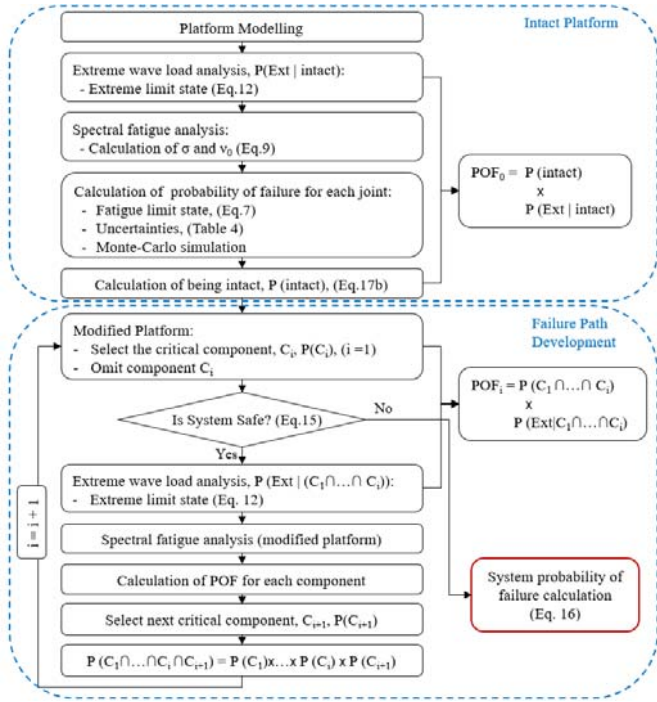 Intact Platform
Platform Modelling
Extreme wave load analysis, P(Ext | intact):
- Extreme limit state (Eq.12)
Spectral fatigue analysis:
- Calculation of σ and ν₀ (Eq.9)
Calculation of probability of failure for each joint:
- Fatigue limit state, (Eq.7)
- Uncertainties, (Table 4)
- Monte-Carlo simulation
Calculation of being intact, P (intact), (Eq.17b)
POF₀ = P (intact)
x
P (Ext | intact)
Failure Path
Development
Modified Platform:
- Select the critical component, Cᵢ, P(Cᵢ), (i =1)
- Omit component Cᵢ
Is System Safe? (Eq.15)
No
Yes
POFᵢ = P (C₁∩…∩ Cᵢ)
x
P (Ext|C₁∩…∩ Cᵢ)
Extreme wave load analysis, P (Ext | (C₁∩…∩ Cᵢ)):
- Extreme limit state (Eq. 12)
Spectral fatigue analysis (modified platform)
Calculation of POF for each component
Select next critical component, Cᵢ₊₁, P(Cᵢ₊₁)
P (C₁∩…∩Cᵢ∩Cᵢ₊₁) = P (C₁)x…x P (Cᵢ) x P (Cᵢ₊₁)
i = i + 1
System probability of
failure calculation
(Eq. 16)